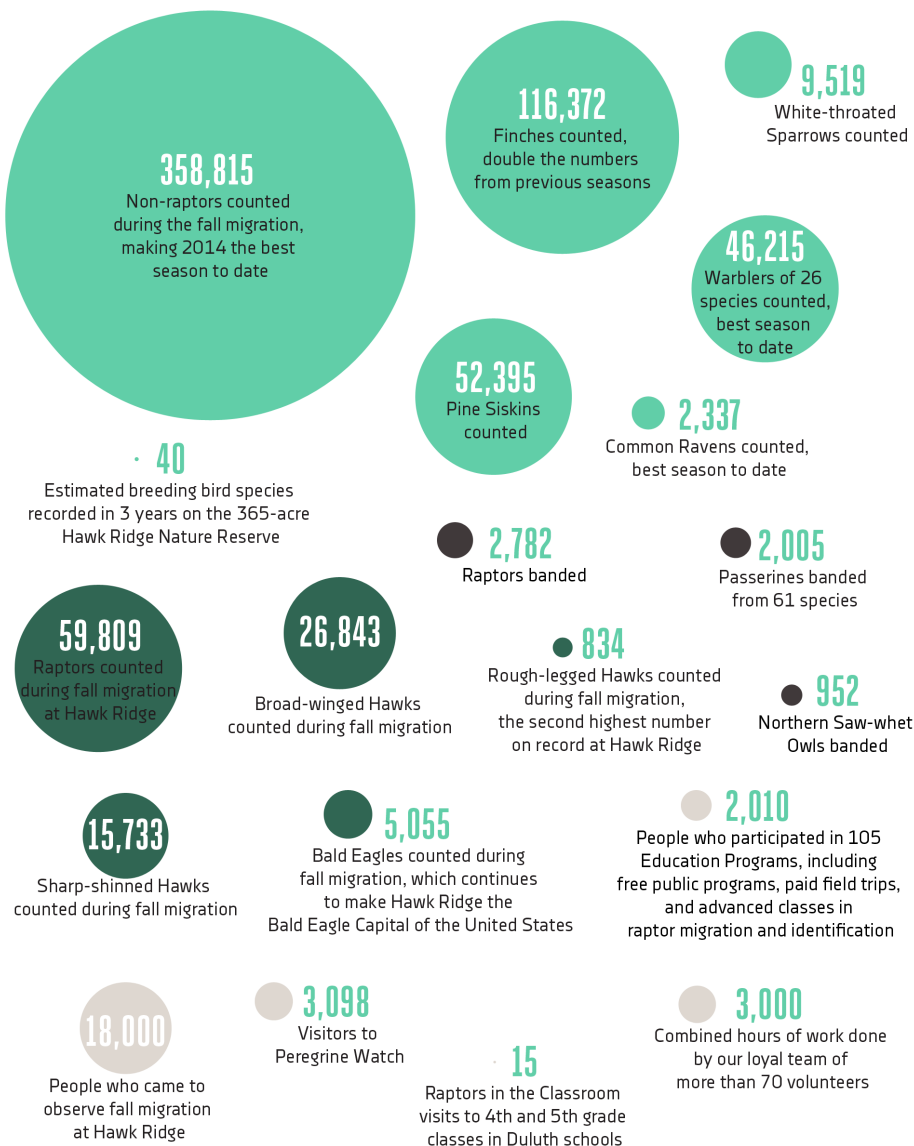 358,815
Non-raptors counted
during the fall migration,
making 2014 the best
season to date
116,372
Finches counted,
double the numbers
from previous seasons
9,519
White-throated
Sparrows counted
46,215
Warblers of 26
species counted,
best season
to date
52,395
Pine Siskins
counted
2,337
Common Ravens counted,
best season to date
40
Estimated breeding bird species
recorded in 3 years on the 365-acre
Hawk Ridge Nature Reserve
2,782
Raptors banded
2,005
Passerines banded
from 61 species
59,809
Raptors counted
during fall migration
at Hawk Ridge
26,843
Broad-winged Hawks
counted during fall migration
834
Rough-legged Hawks counted
during fall migration,
the second highest number
on record at Hawk Ridge
952
Northern Saw-whet
Owls banded
15,733
Sharp-shinned Hawks
counted during fall migration
5,055
Bald Eagles counted during
fall migration, which continues
to make Hawk Ridge the
Bald Eagle Capital of the United States
2,010
People who participated in 105
Education Programs, including
free public programs, paid field trips,
and advanced classes in
raptor migration and identification
18,000
People who came to
observe fall migration
at Hawk Ridge
3,098
Visitors to
Peregrine Watch
15
Raptors in the Classroom
visits to 4th and 5th grade
classes in Duluth schools
3,000
Combined hours of work done
by our loyal team of
more than 70 volunteers